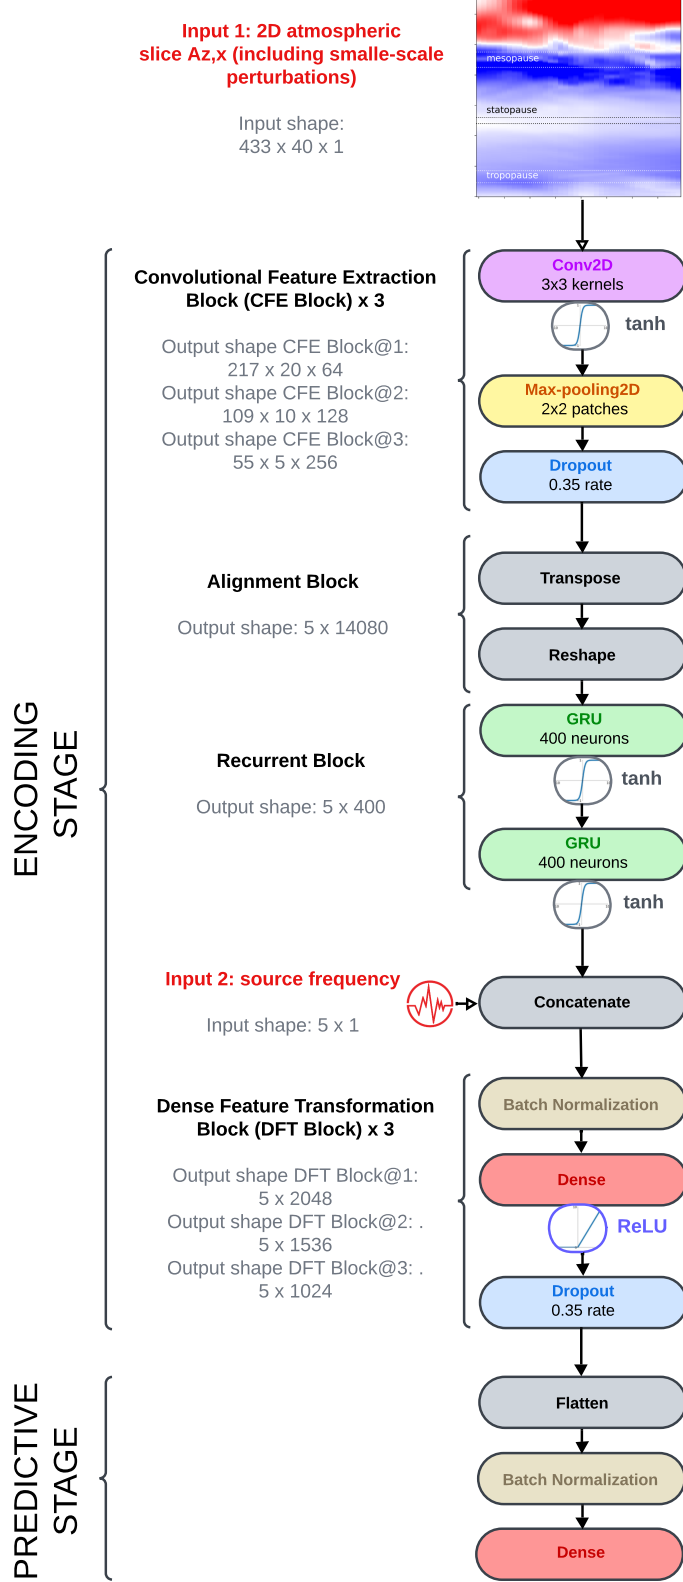 Input 1: 2D atmospheric
slice Az,x (including smalle-scale
perturbations)
Input shape:
433 x 40 x 1
mesopause
statopause
tropopause
ENCODING
STAGE
Convolutional Feature Extraction
Block (CFE Block) x 3
Output shape CFE Block@1:
217 x 20 x 64
Output shape CFE Block@2:
109 x 10 x 128
Output shape CFE Block@3:
55 x 5 x 256
Conv2D
3x3 kernels
tanh
Max-pooling2D
2x2 patches
Dropout
0.35 rate
Alignment Block
Output shape: 5 x 14080
Transpose
Reshape
Recurrent Block
Output shape: 5 x 400
GRU
400 neurons
tanh
GRU
400 neurons
tanh
Input 2: source frequency
Input shape: 5 x 1
Concatenate
Dense Feature Transformation
Block (DFT Block) x 3
Output shape DFT Block@1:
5 x 2048
Output shape DFT Block@2: .
5 x 1536
Output shape DFT Block@3: .
5 x 1024
Batch Normalization
Dense
ReLU
Dropout
0.35 rate
PREDICTIVE
STAGE
Flatten
Batch Normalization
Dense